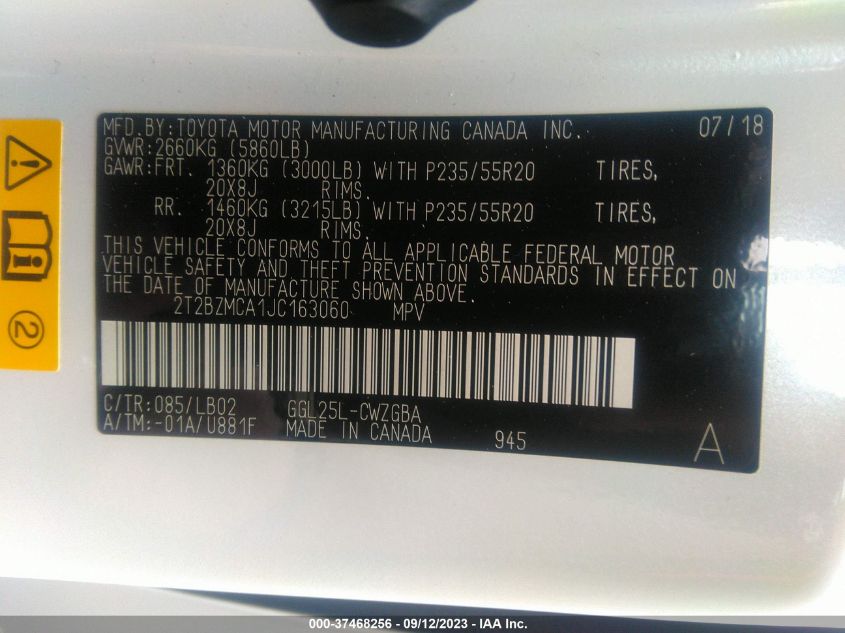 MFD.BY:TOYOTA MOTOR MANUFACTURING CANADA INC. 07/18
GVWR:2660KG (5860LB)
GAWR:FRT. 1360KG (3000LB) WITH P235/55R20 TIRES,
20X8J RIMS.
RR. 1460KG (3215LB) WITH P235/55R20 TIRES,
20X8J RIMS.
THIS VEHICLE CONFORMS TO ALL APPLICABLE FEDERAL MOTOR
VEHICLE SAFETY AND THEFT PREVENTION STANDARDS IN EFFECT ON
THE DATE OF MANUFACTURE SHOWN ABOVE.
2T2BZMCA1JC163060 MPV
C/TR:085/LB02 GGL25L-CWZGBA
A/TM:-01A/U881F MADE IN CANADA 945 A
2
000-37468256 - 09/12/2023 - IAA Inc.